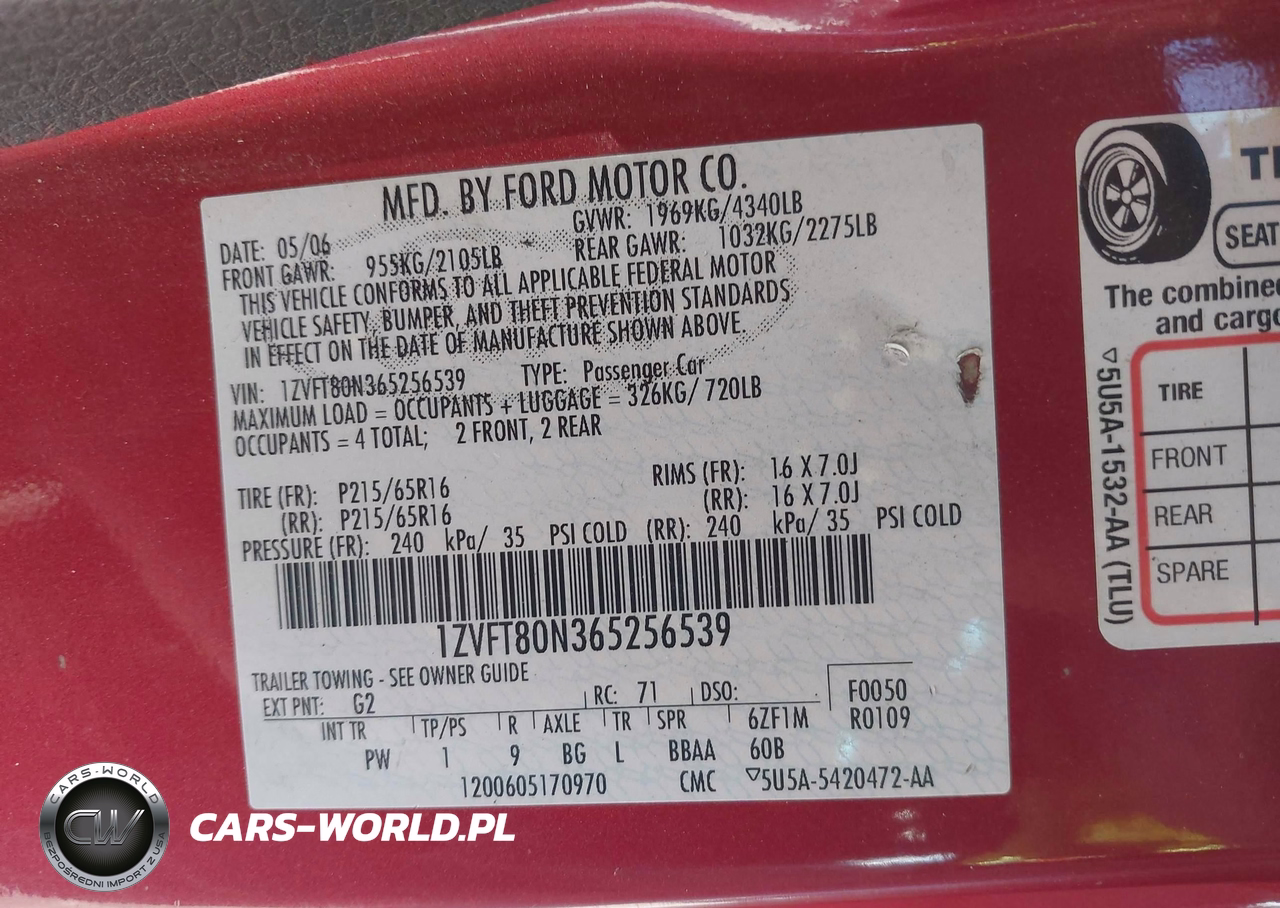 MFD. BY FORD MOTOR CO.
DATE: 05/06
GVWR: 1969KG/4340LB
FRONT GAWR: 955KG/2105LB
REAR GAWR: 1032KG/2275LB
THIS VEHICLE CONFORMS TO ALL APPLICABLE FEDERAL MOTOR
VEHICLE SAFETY, BUMPER, AND THEFT PREVENTION STANDARDS
IN EFFECT ON THE DATE OF MANUFACTURE SHOWN ABOVE
VIN: 1ZVFT80N365256539 TYPE: Passenger Car
MAXIMUM LOAD = OCCUPANTS + LUGGAGE = 326KG/ 720LB
OCCUPANTS = 4 TOTAL; 2 FRONT, 2 REAR
TIRE (FR): P215/65R16 RIMS (FR): 16 X 7.0J
(RR): P215/65R16 (RR): 16 X 7.0J
PRESSURE (FR): 240 kPa/ 35 PSI COLD (RR): 240 kPa/ 35 PSI COLD
1ZVFT80N365256539
TRAILER TOWING - SEE OWNER GUIDE
EXT PNT: G2 RC: 71 DSO: F0050
INT TR TP/PS R AXLE TR SPR 6ZF1M R0109
PW 1 9 BG L BBAA 60B
1200605170970 CMC ▽5U5A-5420472-AA
SEAT
The combine
and cargo
▽5U5A-1532-AA (TLU)
TIRE
FRONT
REAR
SPARE
CARS-WORLD
CW
BEZPOŚREDNI IMPORT Z USA
CARS-WORLD.PL